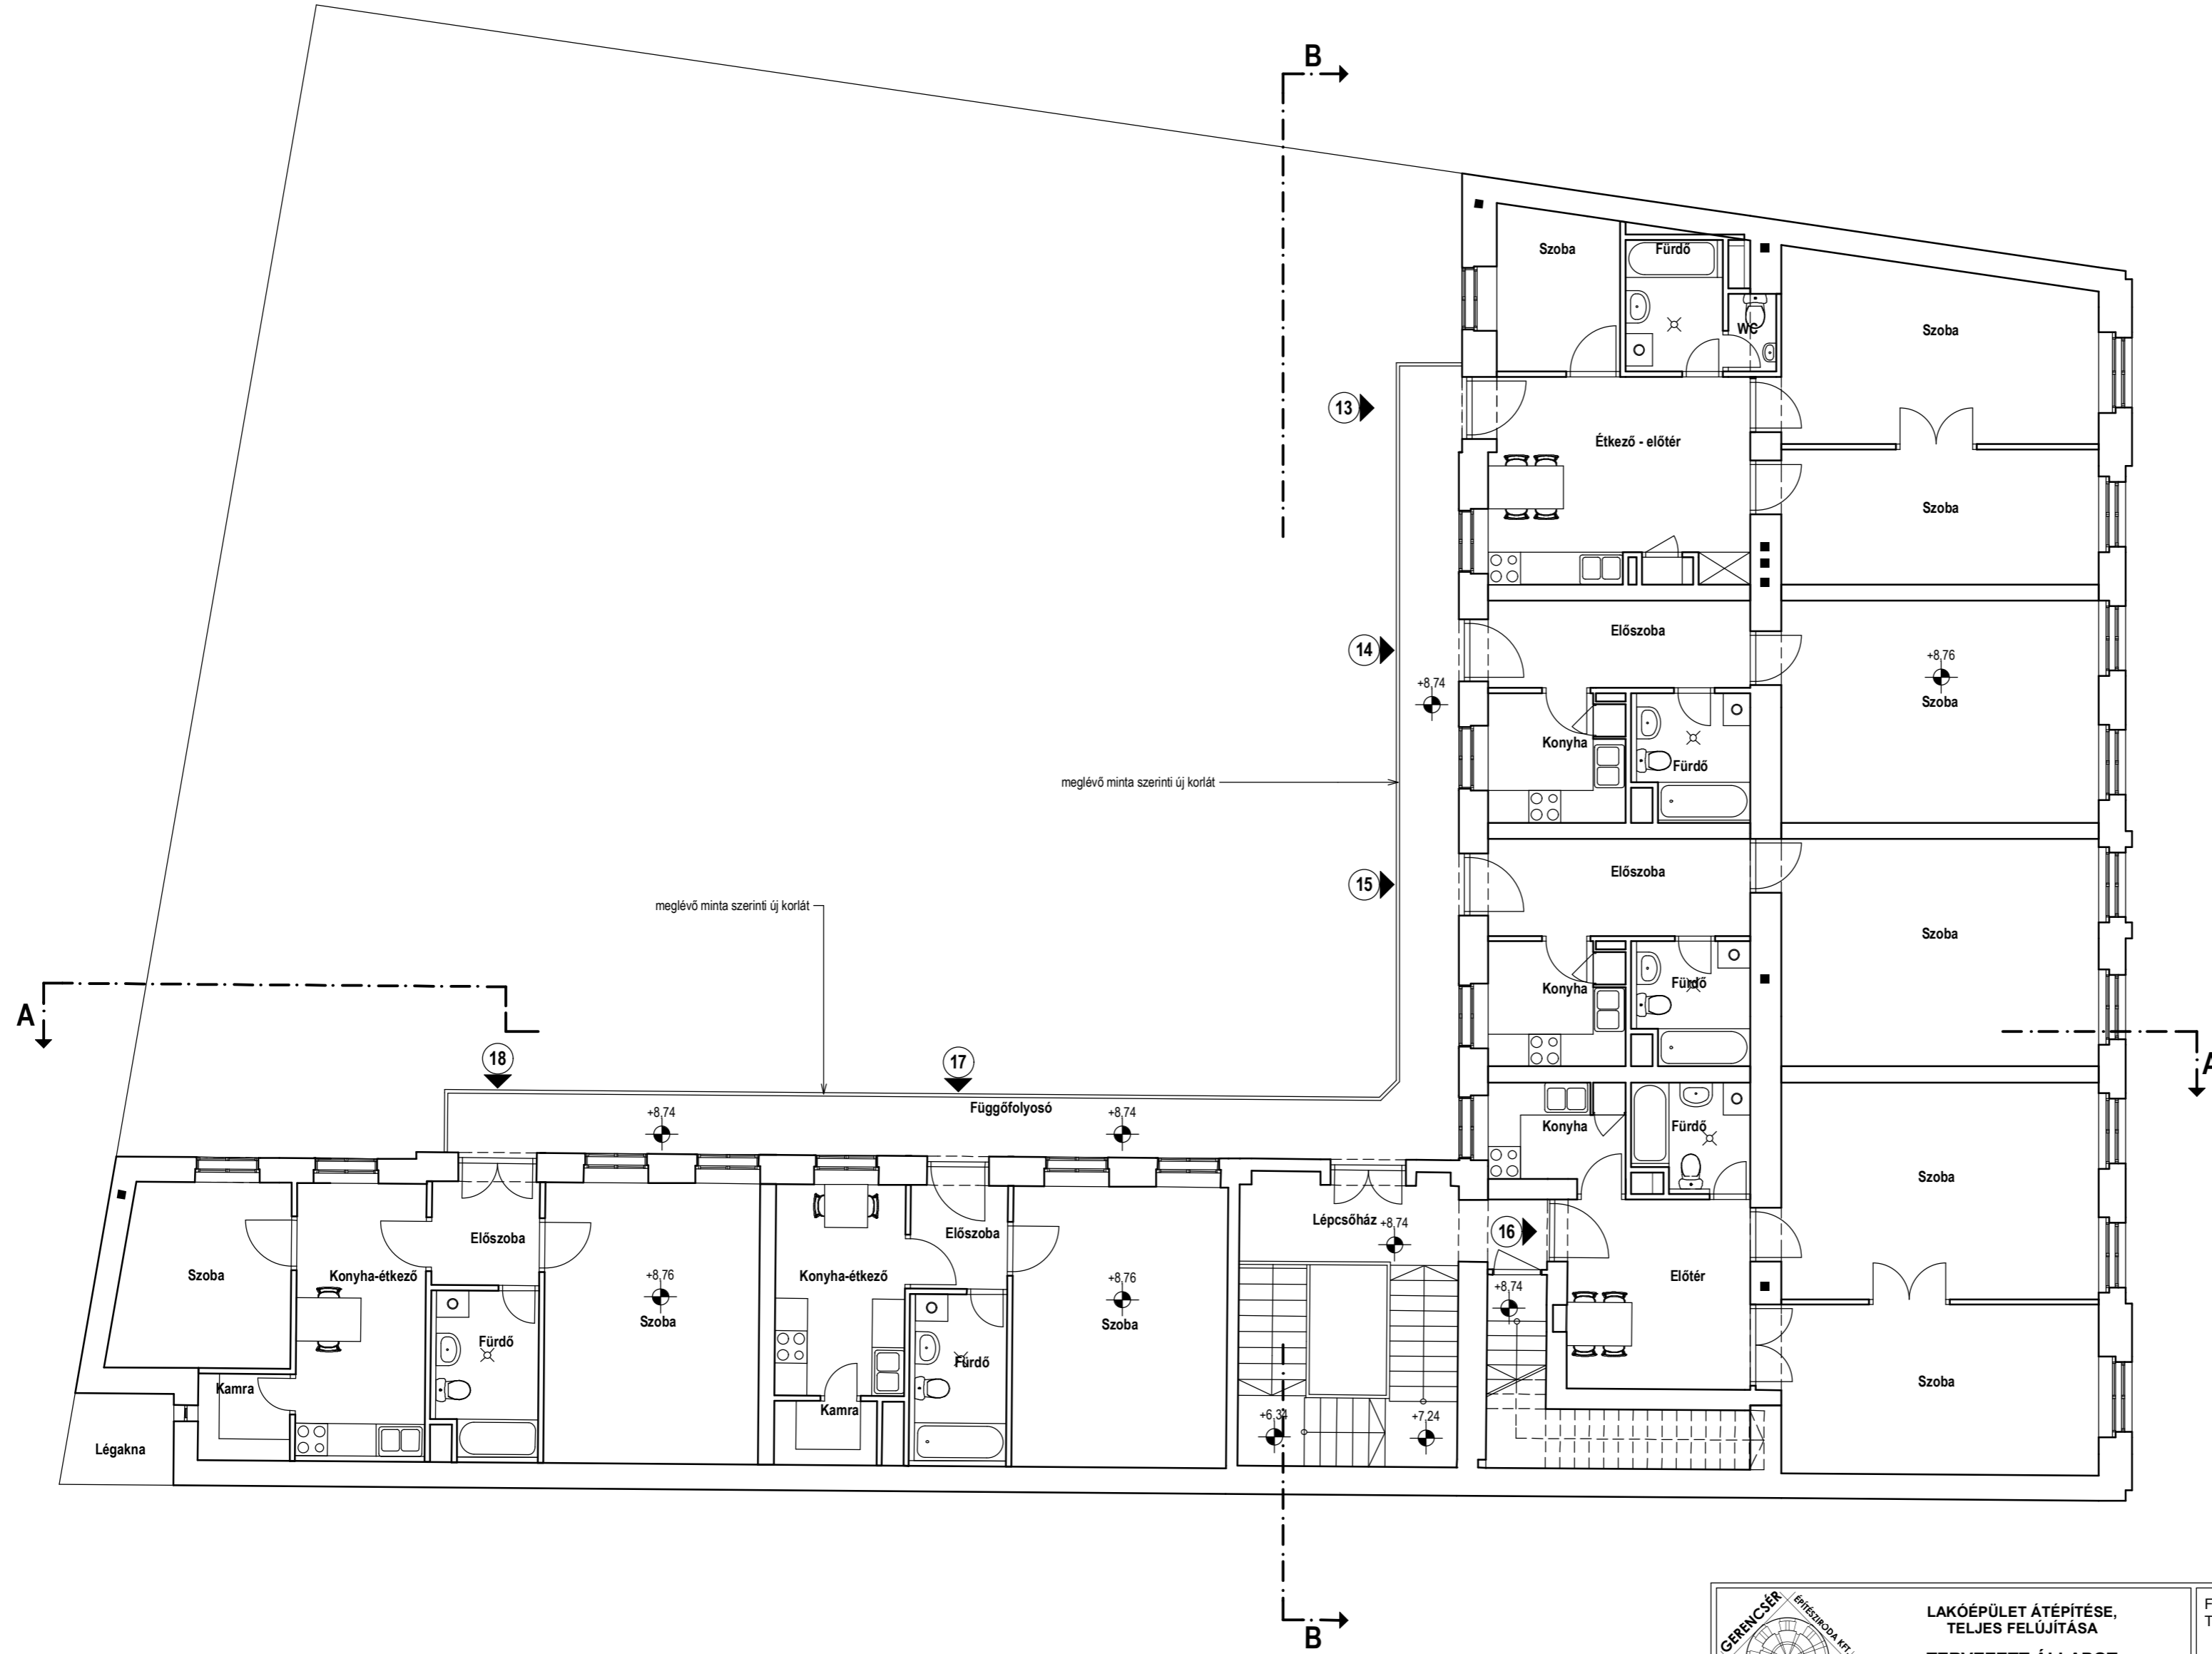 B
Szoba
Fürdő
WC
Szoba
13
Étkező - előtér
Szoba
14
Előszoba
+8,76
Szoba
+8,74
Konyha
Fürdő
meglévő minta szerinti új korlát
15
Előszoba
meglévő minta szerinti új korlát
Szoba
Konyha
Fürdő
A
A
18
17
Függőfolyosó
+8,74
+8,74
Konyha
Fürdő
Szoba
Lépcsőház
+8,74
16
Előszoba
Előszoba
Szoba
Konyha-étkező
+8,76
Szoba
Konyha-étkező
+8,76
Szoba
+8,74
Előtér
Fürdő
Fürdő
Kamra
Kamra
Szoba
+6,34
+7,24
Légakna
B
GERENCSÉR
ÉPÍTÉSZIRODA KFT.
LAKÓÉPÜLET ÁTÉPÍTÉSE,
TELJES FELÚJÍTÁSA
F
T